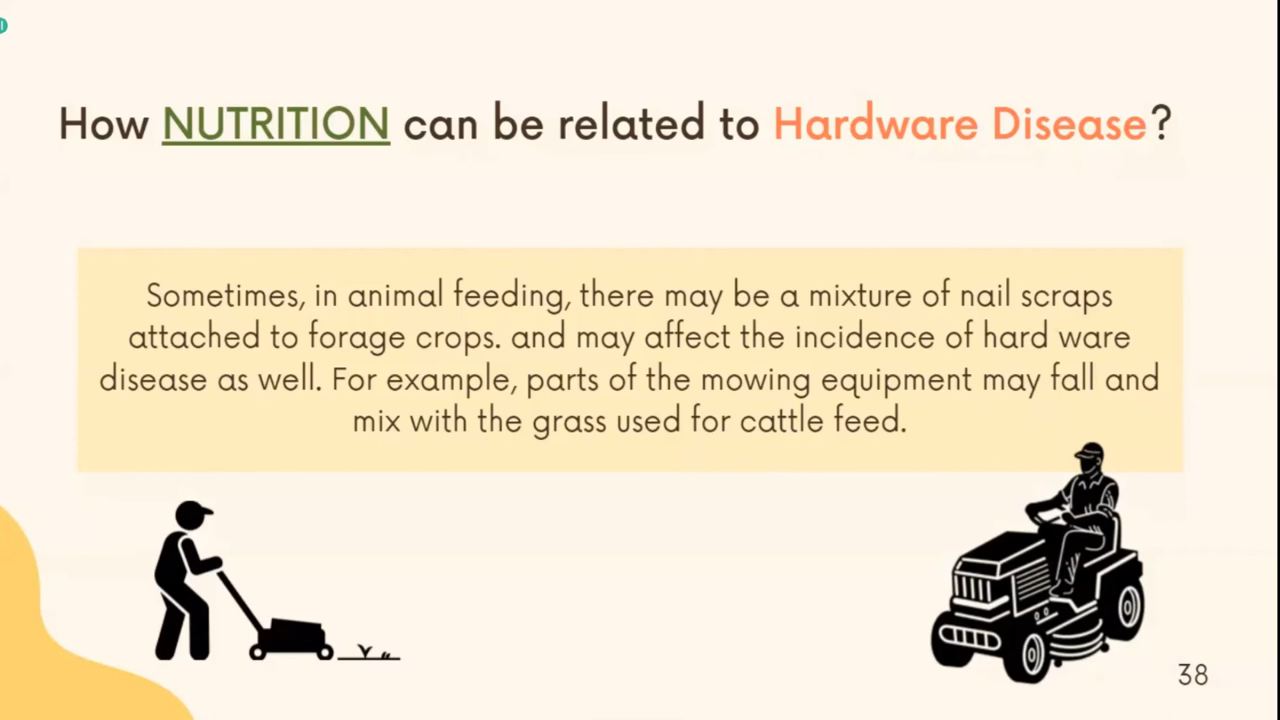 How NUTRITION can be related to Hardware Disease?
Sometimes, in animal feeding, there may be a mixture of nail scraps
attached to forage crops. and may affect the incidence of hard ware
disease as well. For example, parts of the mowing equipment may fall and
mix with the grass used for cattle feed.
38